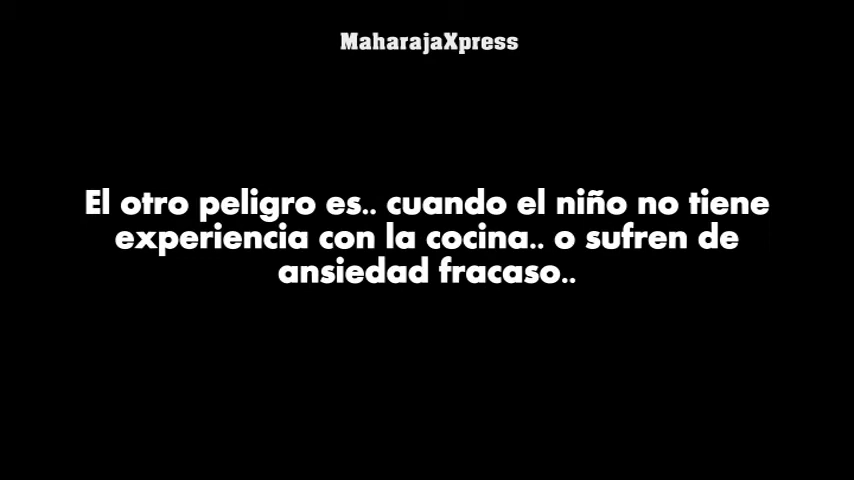 MaharajaXpress
El otro peligro es.. cuando el niño no tiene
experiencia con la cocina.. o sufren de
ansiedad fracaso..